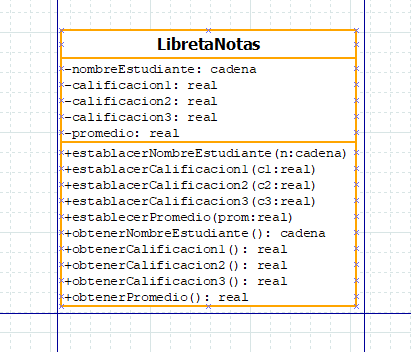 LibretaNotas
-nombreEstudiante: cadena
-calificacion1: real
-calificacion2: real
-calificacion3: real
-promedio: real
+establacerNombreEstudiante(n:cadena)
+establacerCalificacion1(c1:real)
+establacerCalificacion2(c2:real)
+establacerCalificacion3(c3:real)
+establecerPromedio(prom:real)
+obtenerNombreEstudiante(): cadena
+obtenerCalificacion1(): real
+obtenerCalificacion2(): real
+obtenerCalificacion3(): real
+obtenerPromedio(): real